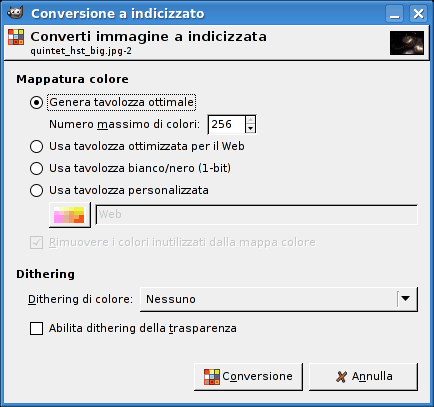 Conversione a indicizzato
Converti immagine a indicizzata
quintet_hst_big.jpg-2
Mappatura colore
Genera tavolozza ottimale
Numero massimo di colori: 256
Usa tavolozza ottimizzata per il Web
Usa tavolozza bianco/nero (1-bit)
Usa tavolozza personalizzata
Web
Rimuovere i colori inutilizzati dalla mappa colore
Dithering
Dithering di colore: Nessuno
Abilita dithering della trasparenza
Conversione Annulla